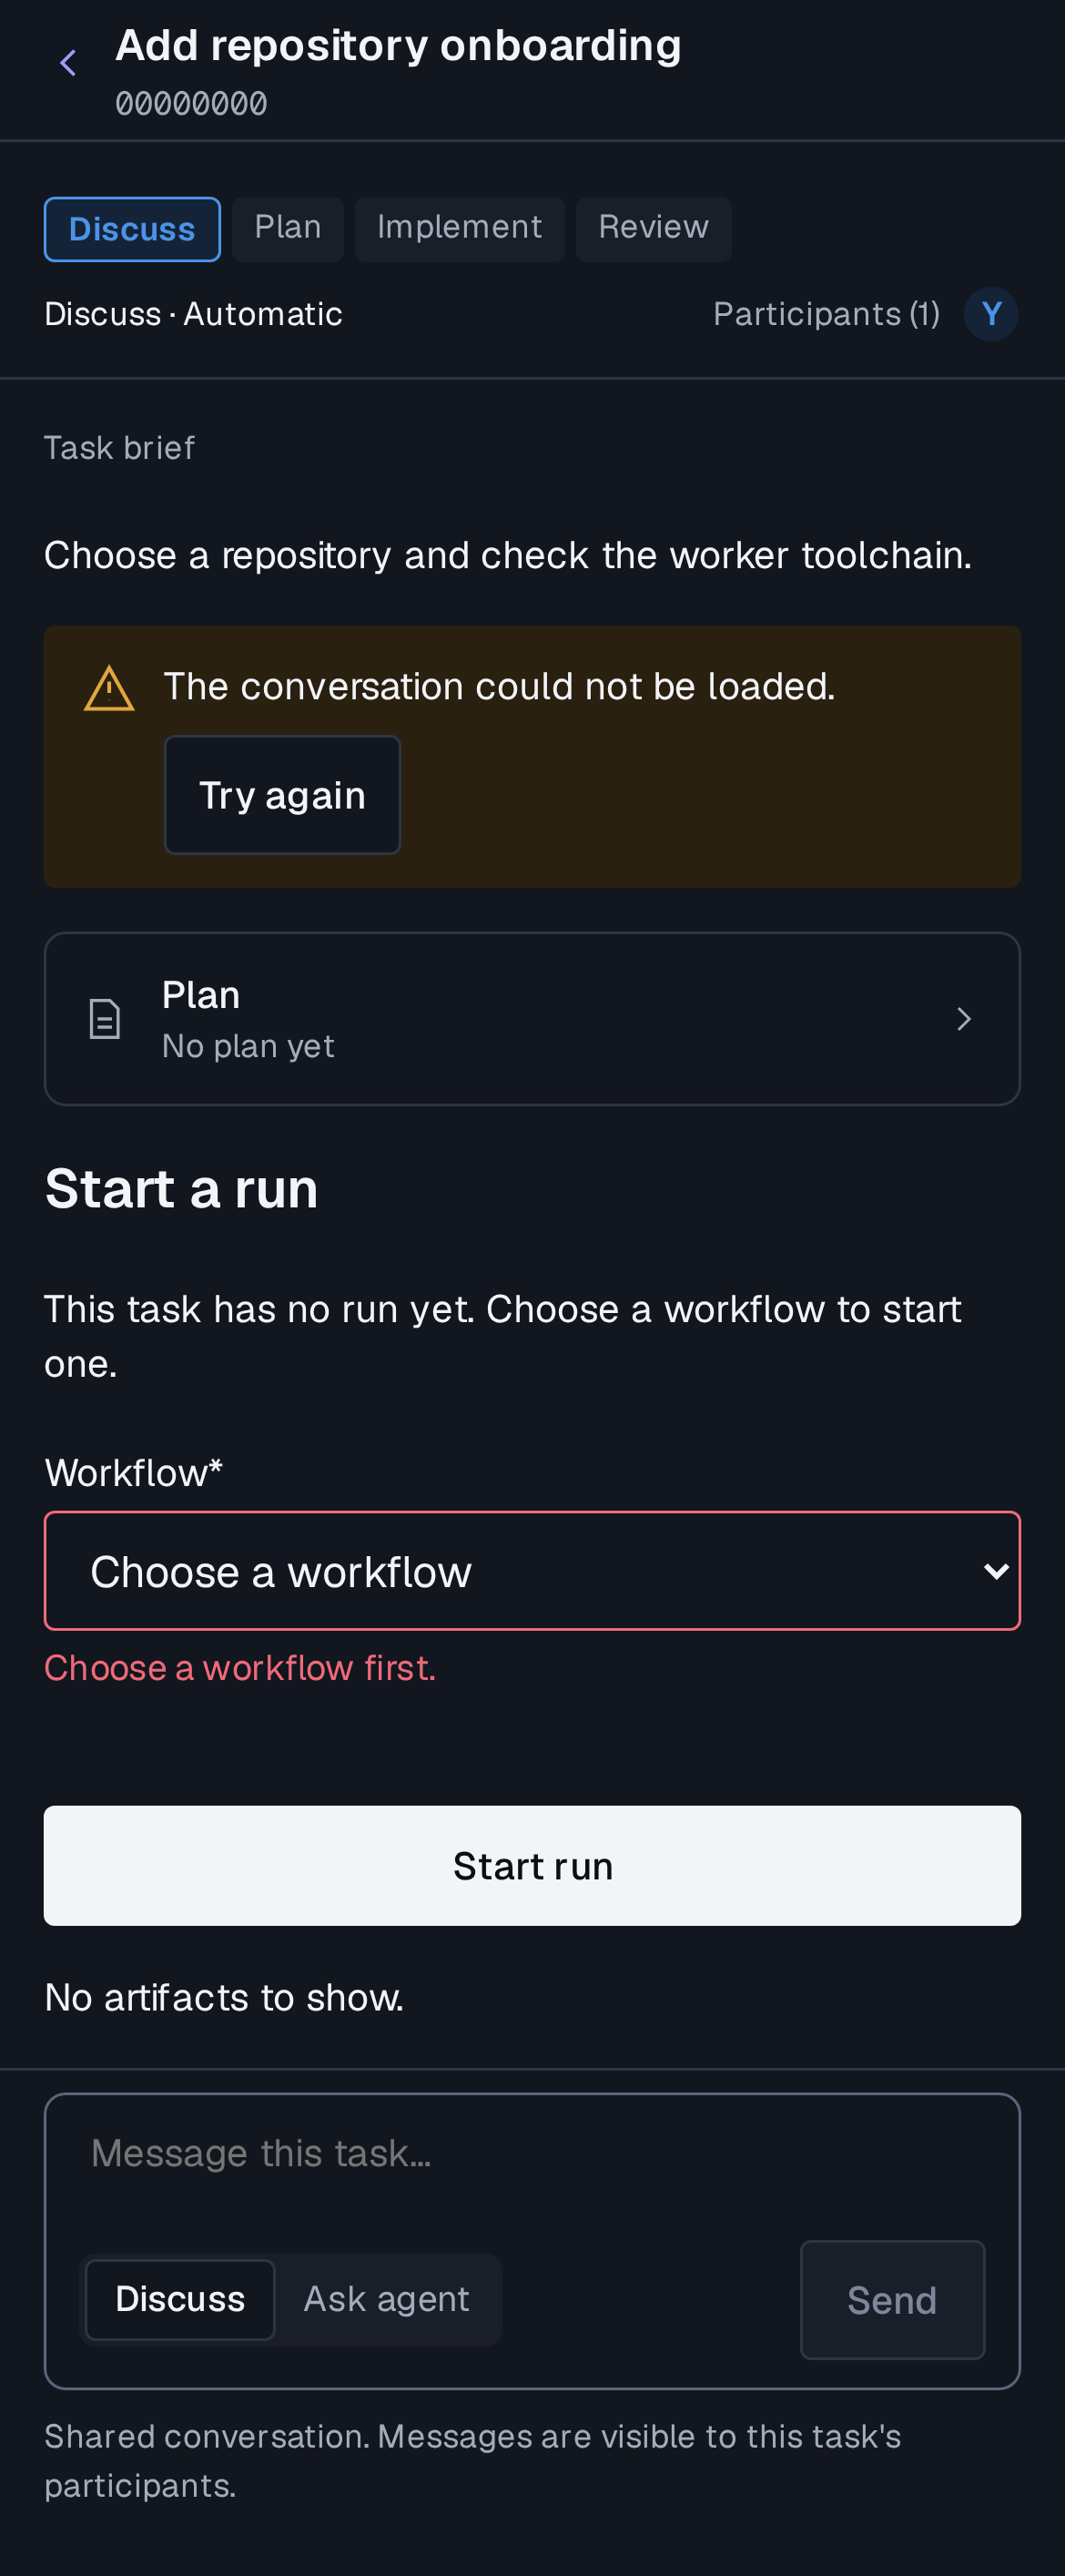 Add repository onboarding
00000000
Discuss Plan Implement Review
Discuss · Automatic Participants (1) Y
Task brief
Choose a repository and check the worker toolchain.
The conversation could not be loaded.
Try again
Plan
No plan yet
Start a run
This task has no run yet. Choose a workflow to start
one.
Workflow*
Choose a workflow
Choose a workflow first.
Start run
No artifacts to show.
Message this task...
Discuss Ask agent Send
Shared conversation. Messages are visible to this task's
participants.